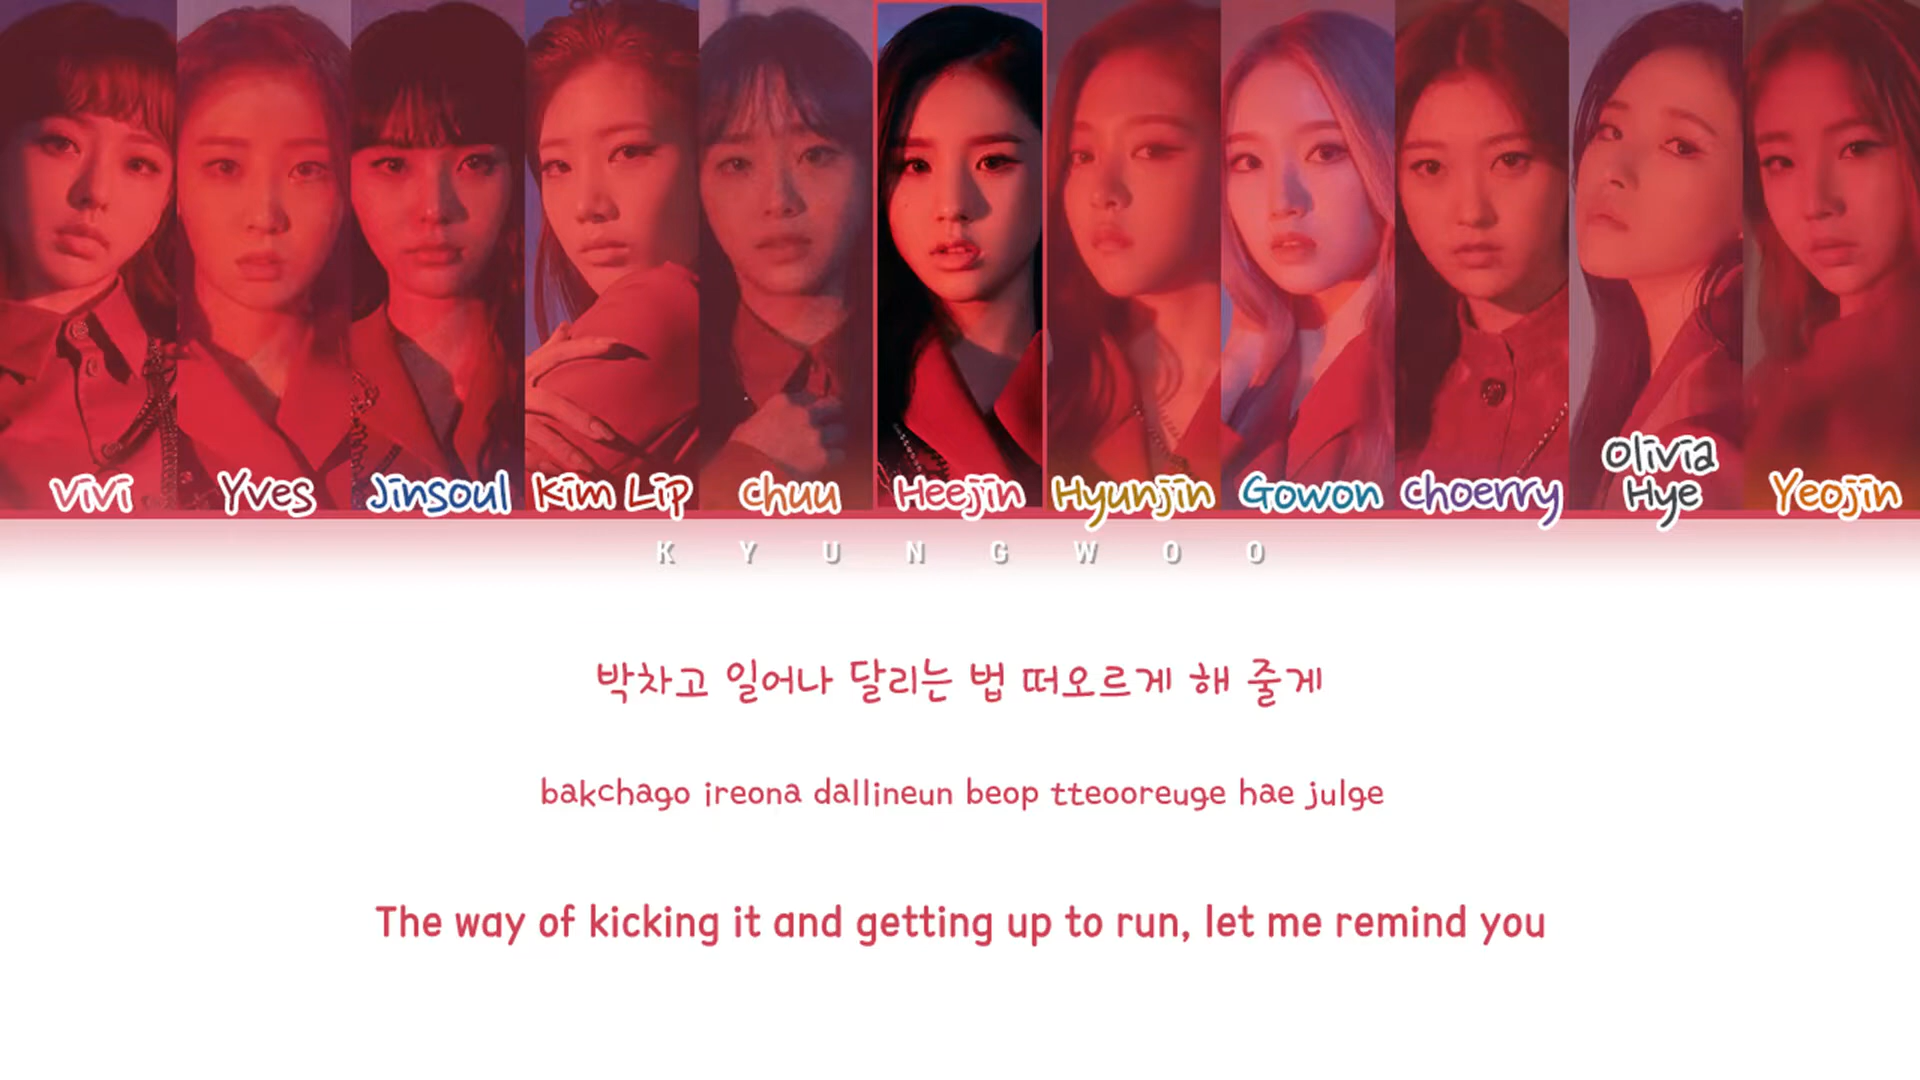 ViVi Yves Jinsoul Kim Lip Chuu Heejin Hyunjin Gowon Choerry Olivia Hye Yeojin
KYUNGWOO
박차고 일어나 달리는 법 떠오르게 해 줄게
bakchago ireona dallineun beop tteooreuge hae julge
The way of kicking it and getting up to run, let me remind you